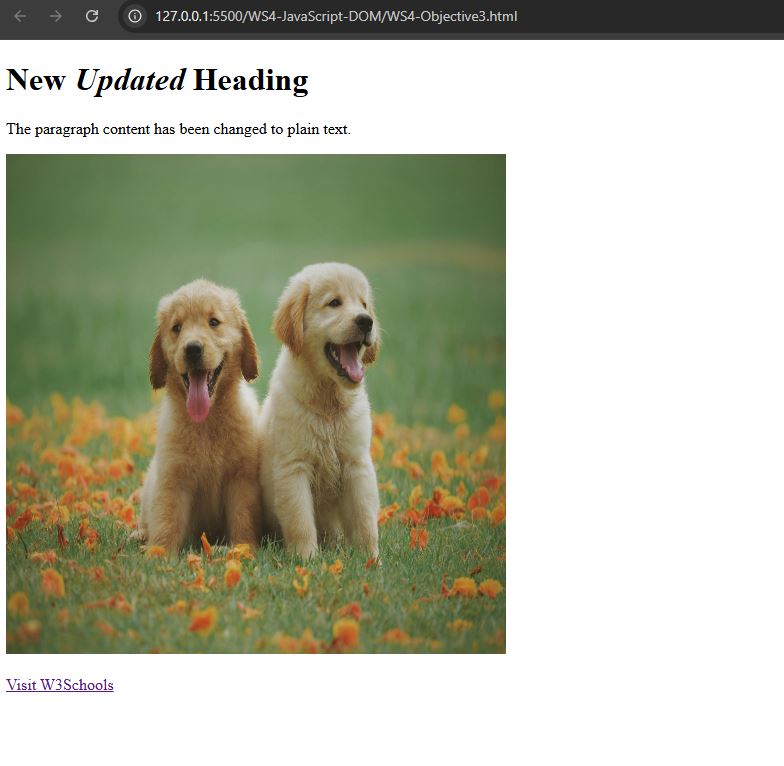 127.0.0.1:5500/WS4-JavaScript-DOM/WS4-Objective3.html
New Updated Heading
The paragraph content has been changed to plain text.
Visit W3Schools